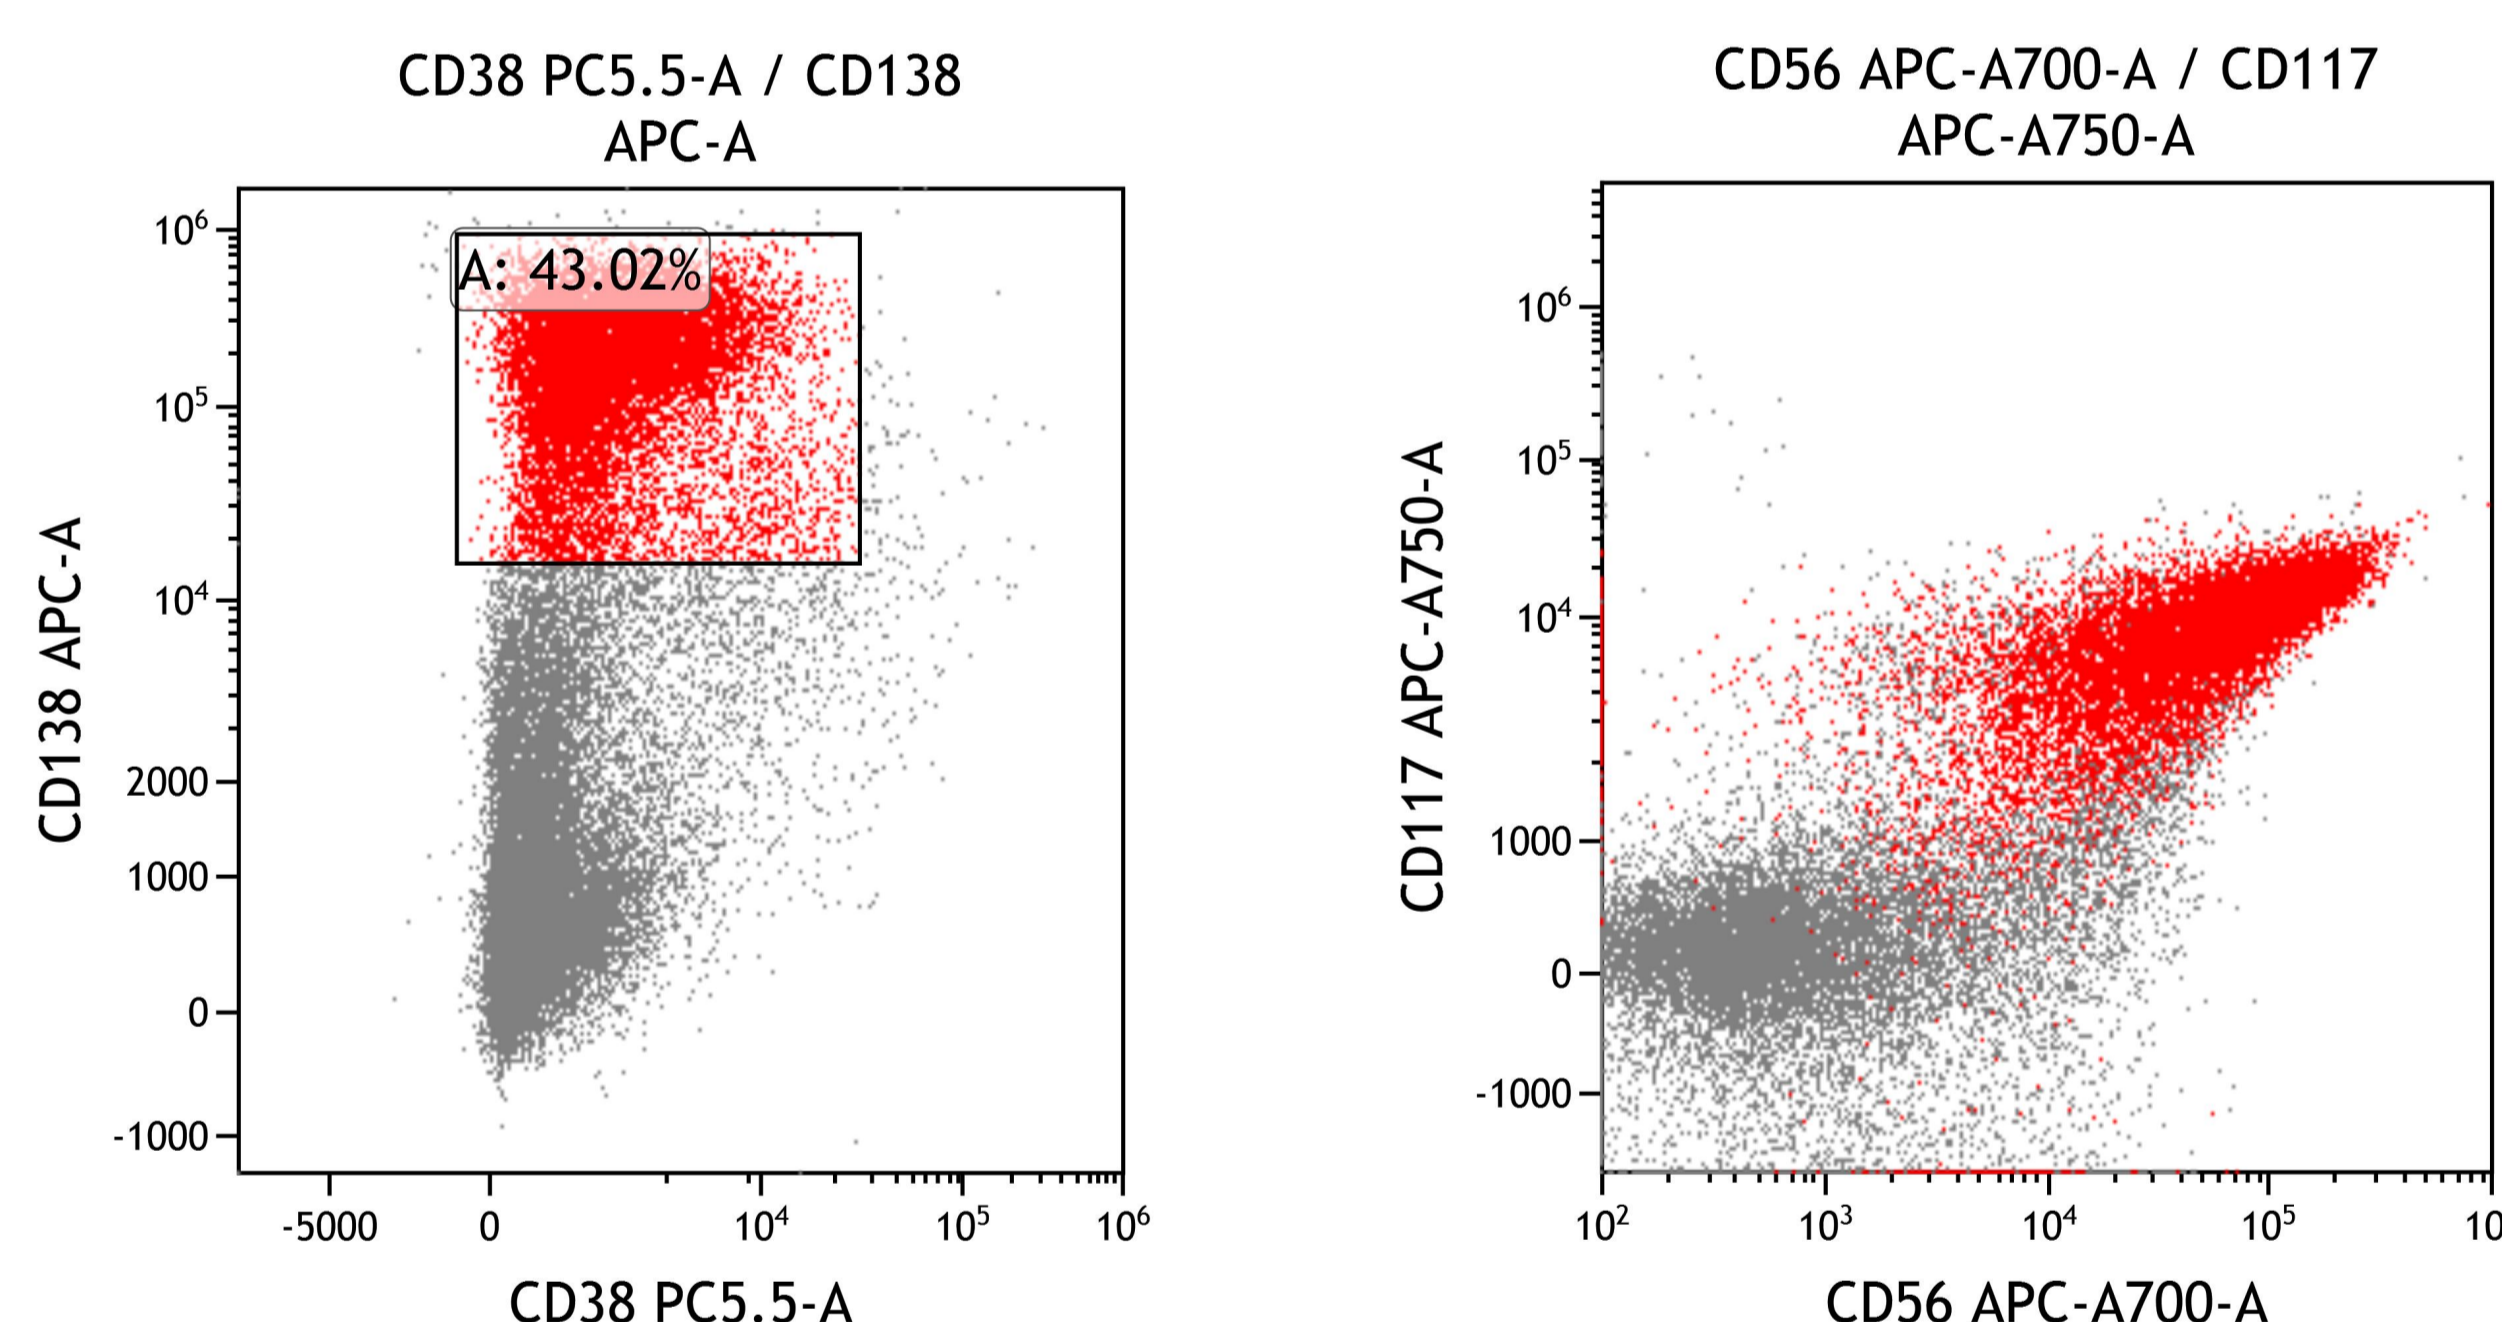 CD38 PC5.5-A / CD138
APC-A
A: 43.02%
10⁶
10⁵
10⁴
2000
1000
0
-1000
-5000 0 10⁴ 10⁵ 10⁶
CD138 APC-A
CD38 PC5.5-A
CD56 APC-A700-A / CD117
APC-A750-A
10⁶
10⁵
10⁴
1000
0
-1000
10² 10³ 10⁴ 10⁵ 10
CD117 APC-A750-A
CD56 APC-A700-A